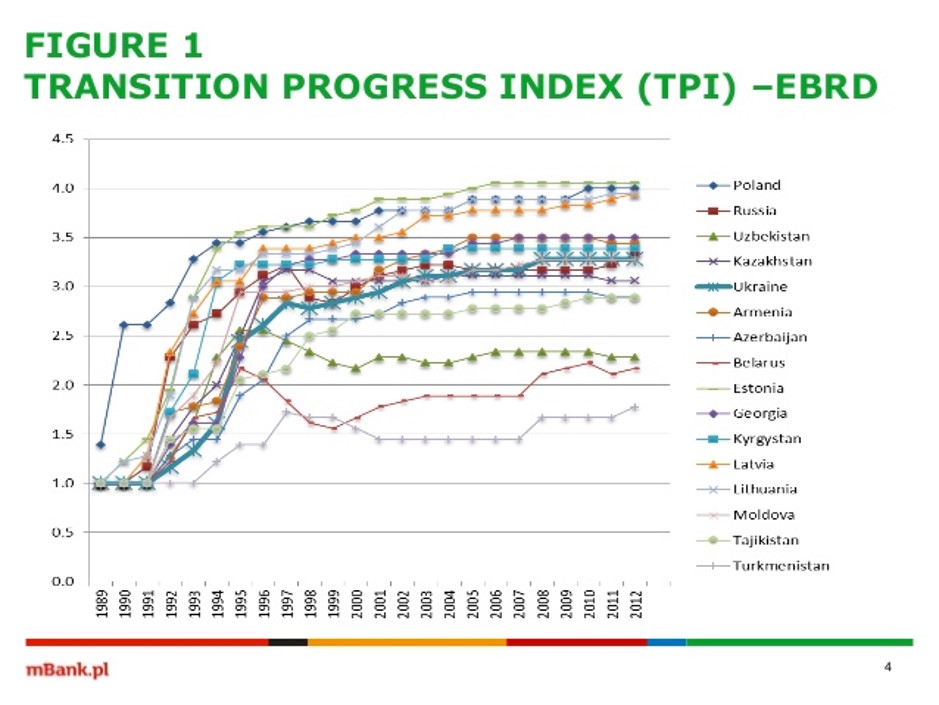 FIGURE 1
TRANSITION PROGRESS INDEX (TPI) –EBRD
4.5
4.0
3.5
3.0
2.5
2.0
1.5
1.0
0.5
0.0
1989
1990
1991
1992
1993
1994
1995
1996
1997
1998
1999
2000
2001
2002
2003
2004
2005
2006
2007
2008
2009
2010
2011
2012
Poland
Russia
Uzbekistan
Kazakhstan
Ukraine
Armenia
Azerbaijan
Belarus
Estonia
Georgia
Kyrgystan
Latvia
Lithuania
Moldova
Tajikistan
Turkmenistan
mBank.pl
4